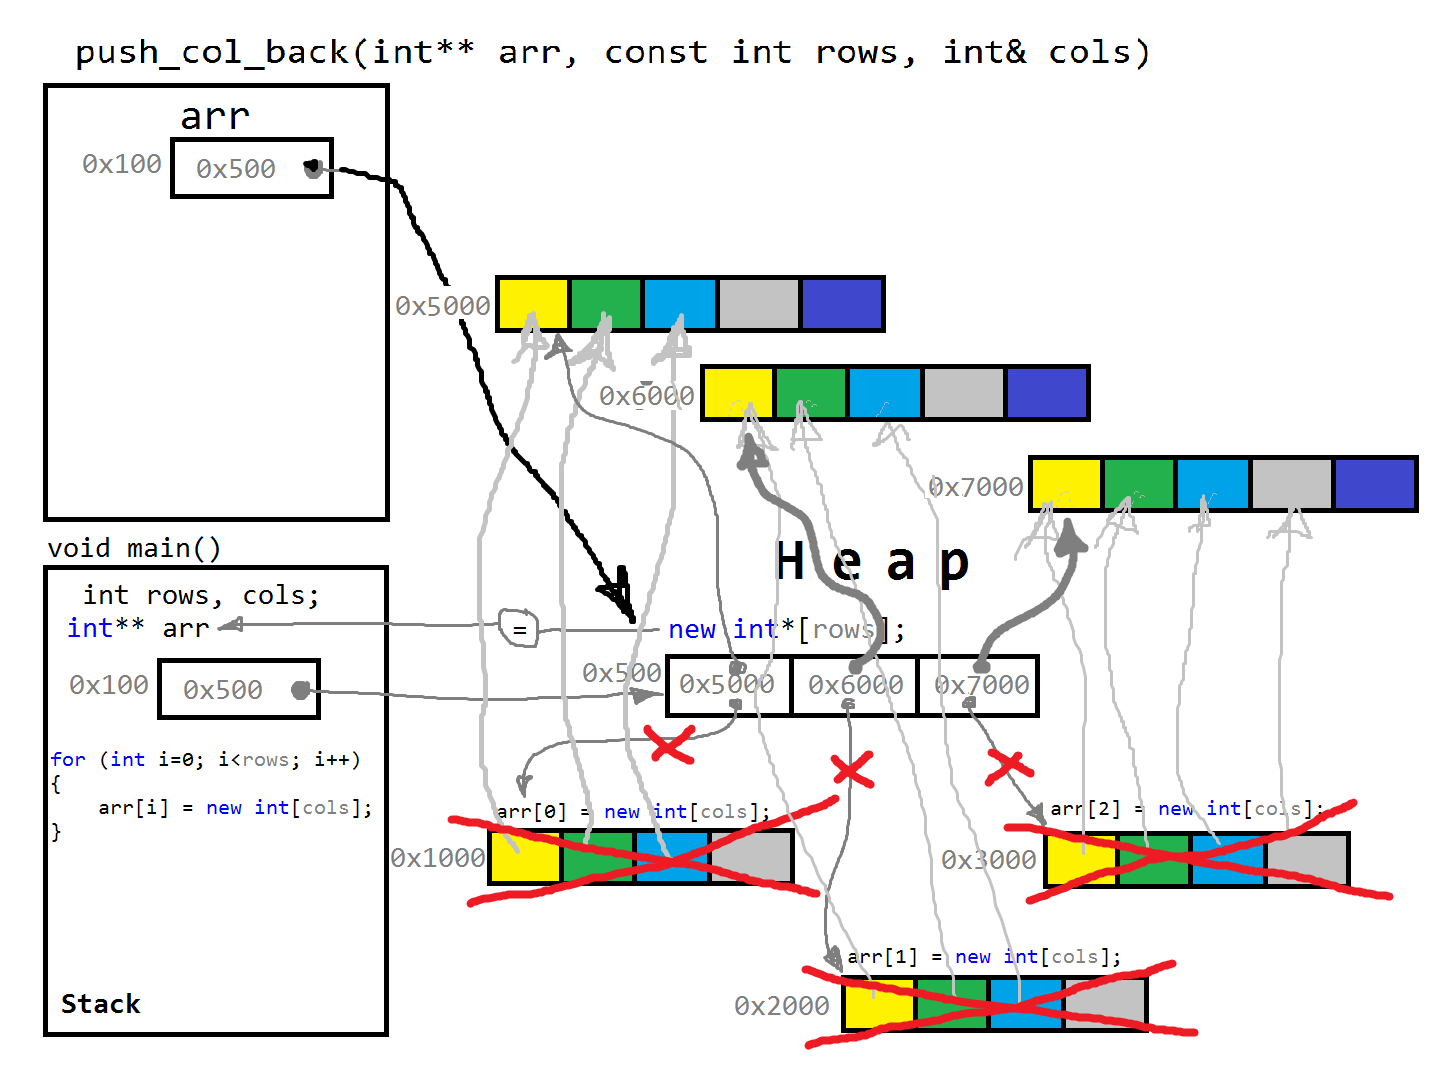 push_col_back(int** arr, const int rows, int& cols)
arr
0x100
0x500
0x5000
0x6000
0x7000
Heap
void main()
int rows, cols;
int** arr
=
new int*[rows];
0x100
0x500
0x500
0x5000
0x6000
0x7000
for (int i=0; i<rows; i++)
{
arr[i] = new int[cols];
}
arr[0] = new int[cols];
0x1000
arr[2] = new int[cols];
0x3000
arr[1] = new int[cols];
0x2000
Stack